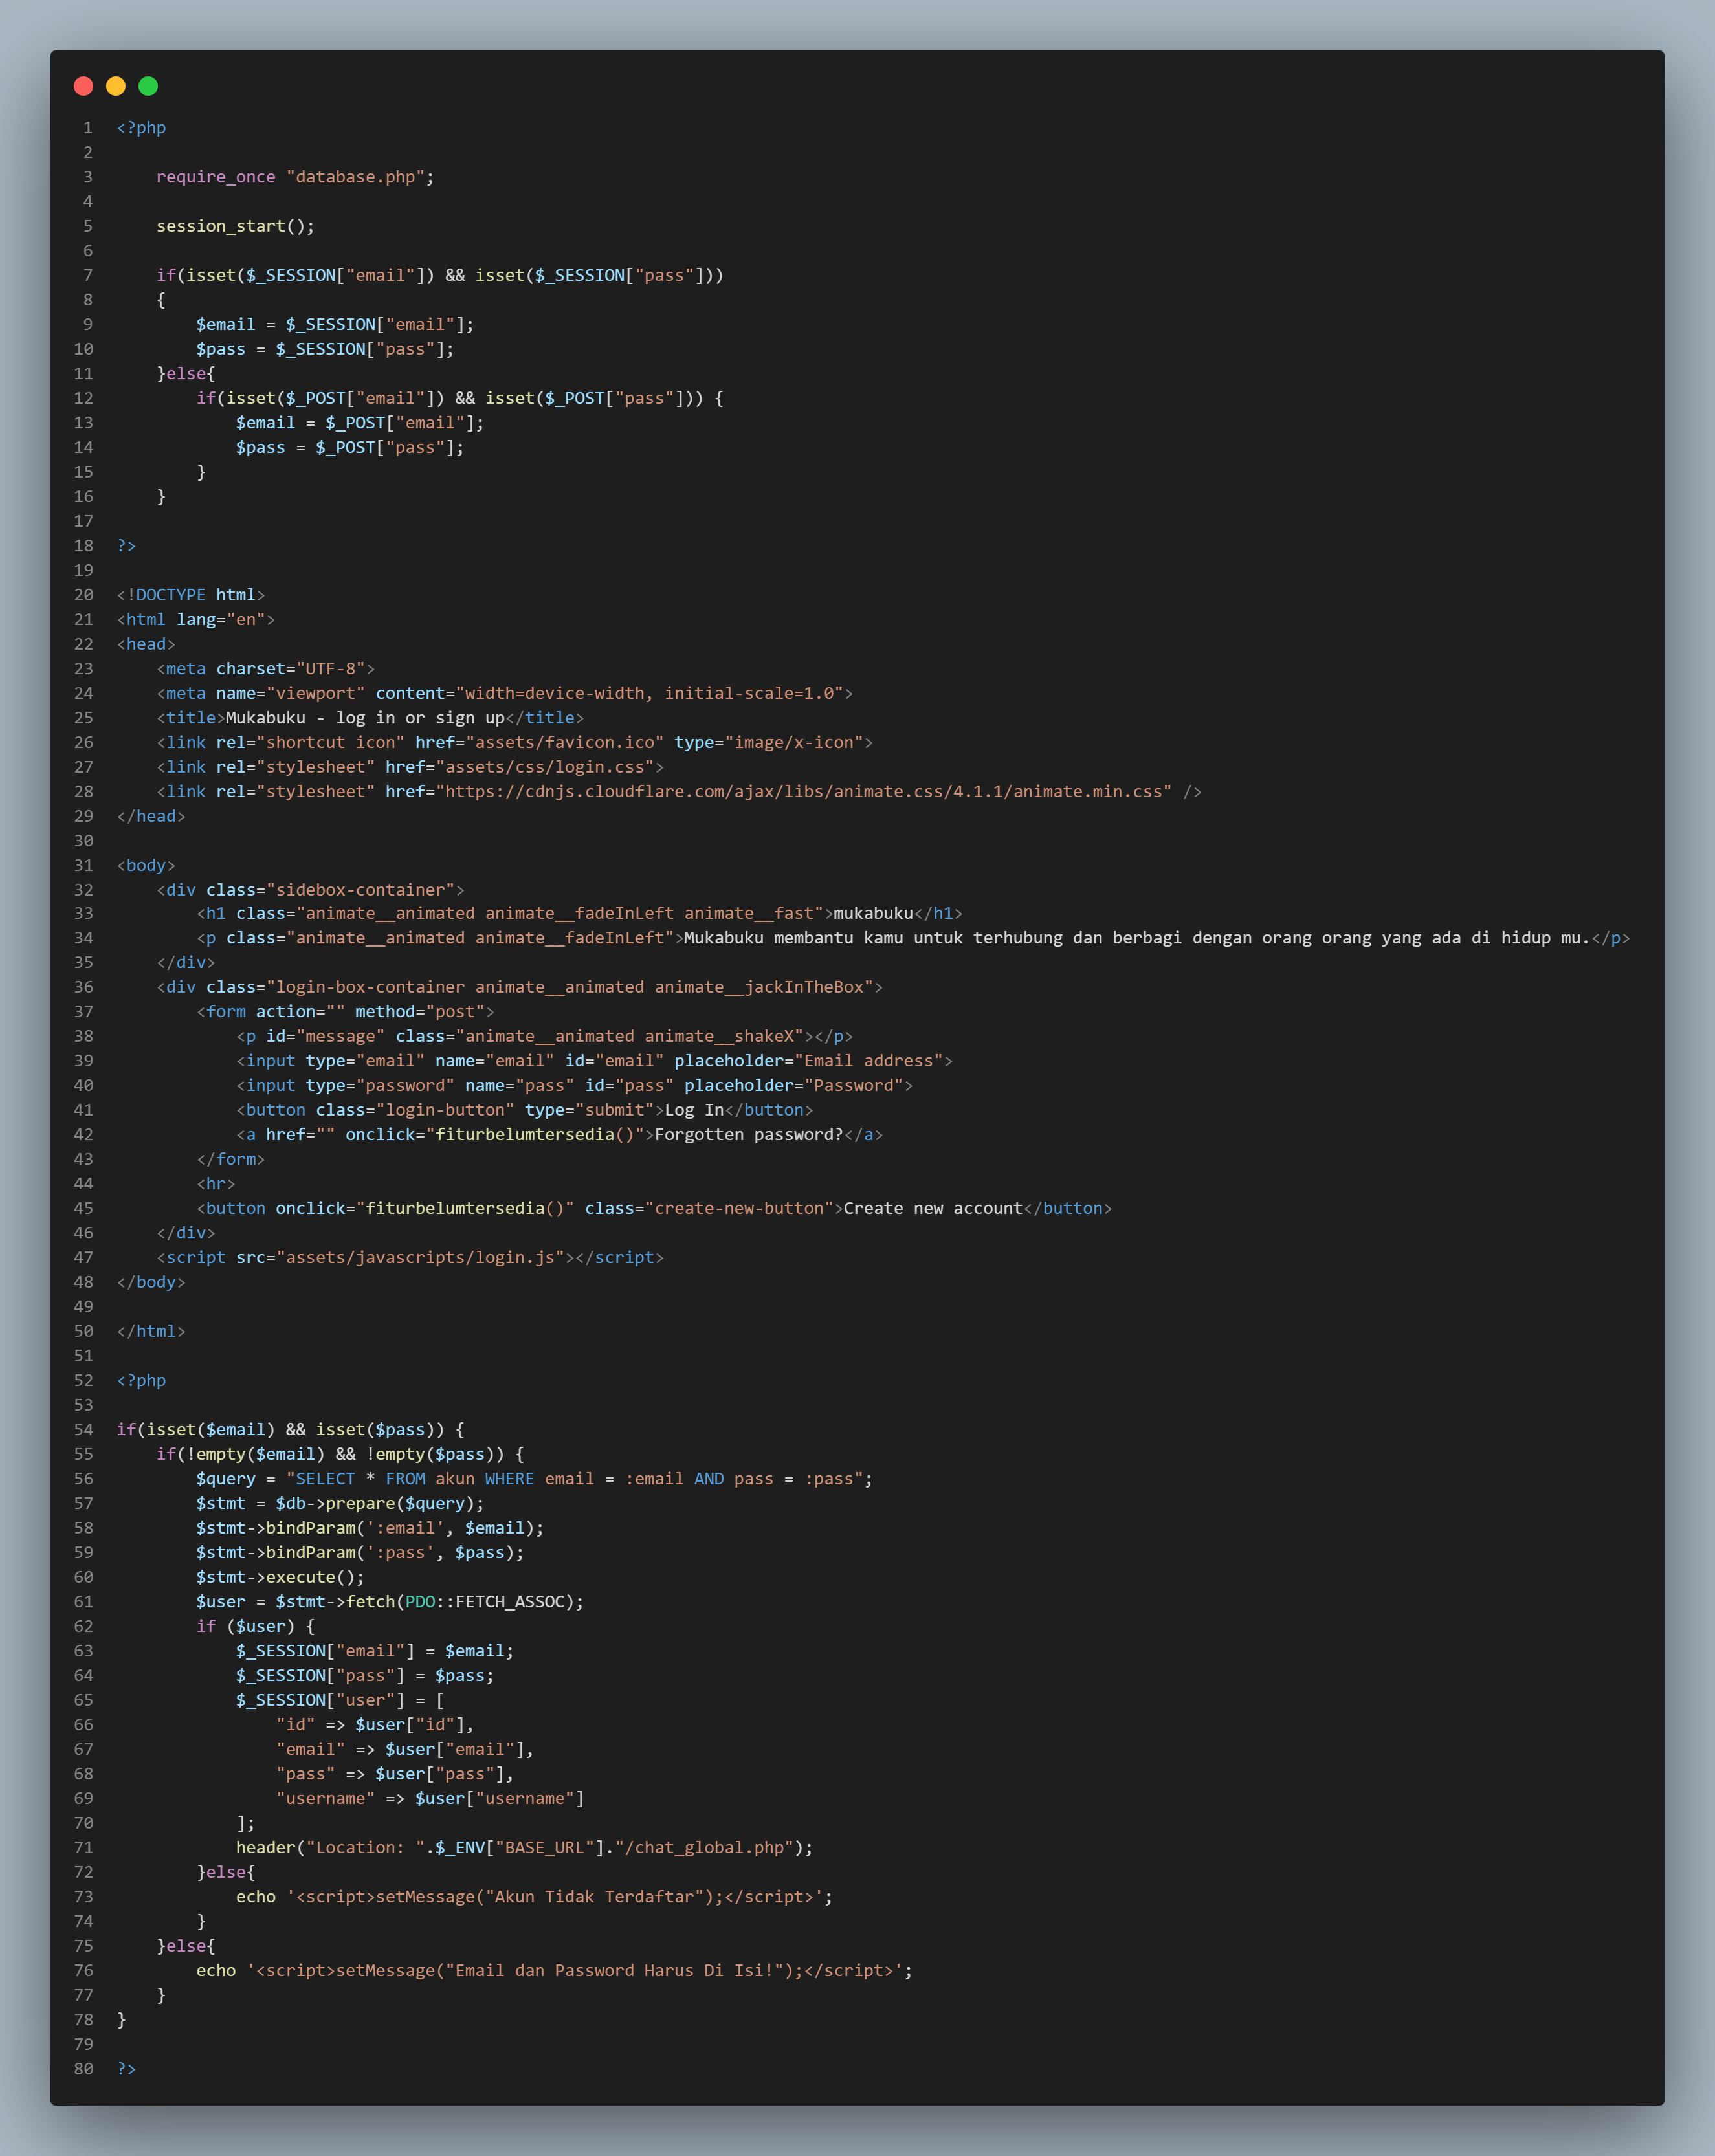 1 <?php
2
3     require_once "database.php";
4
5     session_start();
6
7     if(isset($_SESSION["email"]) && isset($_SESSION["pass"]))
8     {
9         $email = $_SESSION["email"];
10         $pass = $_SESSION["pass"];
11     }else{
12         if(isset($_POST["email"]) && isset($_POST["pass"])) {
13             $email = $_POST["email"];
14             $pass = $_POST["pass"];
15         }
16     }
17
18 ?>
19
20 <!DOCTYPE html>
21 <html lang="en">
22 <head>
23     <meta charset="UTF-8">
24     <meta name="viewport" content="width=device-width, initial-scale=1.0">
25     <title>Mukabuku - log in or sign up</title>
26     <link rel="shortcut icon" href="assets/favicon.ico" type="image/x-icon">
27     <link rel="stylesheet" href="assets/css/login.css">
28     <link rel="stylesheet" href="https://cdnjs.cloudflare.com/ajax/libs/animate.css/4.1.1/animate.min.css" />
29 </head>
30
31 <body>
32     <div class="sidebox-container">
33         <h1 class="animate__animated animate__fadeInLeft animate__fast">mukabuku</h1>
34         <p class="animate__animated animate__fadeInLeft">Mukabuku membantu kamu untuk terhubung dan berbagi dengan orang orang yang ada di hidup mu.</p>
35     </div>
36     <div class="login-box-container animate__animated animate__jackInTheBox">
37         <form action="" method="post">
38             <p id="message" class="animate__animated animate__shakeX"></p>
39             <input type="email" name="email" id="email" placeholder="Email address">
40             <input type="password" name="pass" id="pass" placeholder="Password">
41             <button class="login-button" type="submit">Log In</button>
42             <a href="" onclick="fiturbelumtersedia()">Forgotten password?</a>
43         </form>
44         <hr>
45         <button onclick="fiturbelumtersedia()" class="create-new-button">Create new account</button>
46     </div>
47     <script src="assets/javascripts/login.js"></script>
48 </body>
49
50 </html>
51
52 <?php
53
54 if(isset($email) && isset($pass)) {
55     if(!empty($email) && !empty($pass)) {
56         $query = "SELECT * FROM akun WHERE email = :email AND pass = :pass";
57         $stmt = $db->prepare($query);
58         $stmt->bindParam(':email', $email);
59         $stmt->bindParam(':pass', $pass);
60         $stmt->execute();
61         $user = $stmt->fetch(PDO::FETCH_ASSOC);
62         if ($user) {
63             $_SESSION["email"] = $email;
64             $_SESSION["pass"] = $pass;
65             $_SESSION["user"] = [
66                 "id" => $user["id"],
67                 "email" => $user["email"],
68                 "pass" => $user["pass"],
69                 "username" => $user["username"]
70             ];
71             header("Location: ".$_ENV["BASE_URL"]."/chat_global.php");
72         }else{
73             echo '<script>setMessage("Akun Tidak Terdaftar");</script>';
74         }
75     }else{
76         echo '<script>setMessage("Email dan Password Harus Di Isi!");</script>';
77     }
78 }
79
80 ?>